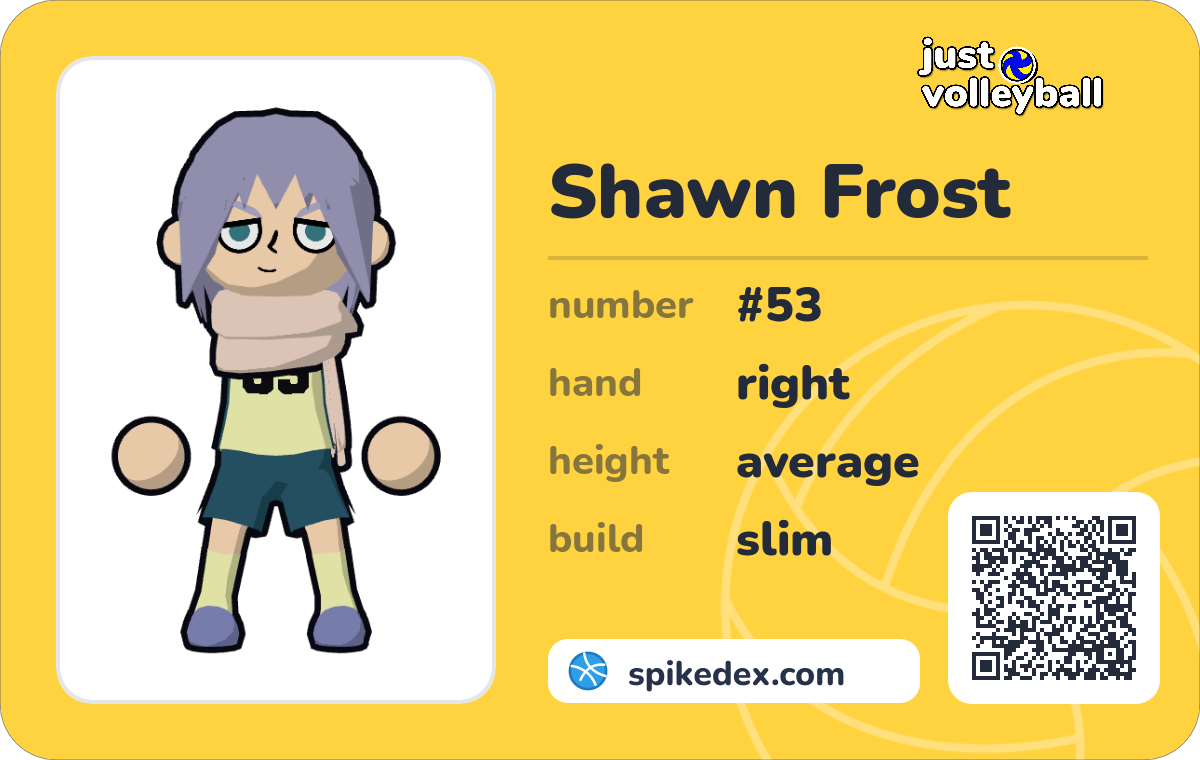 just
volleyball
Shawn Frost
number #53
hand right
height average
build slim
spikedex.com